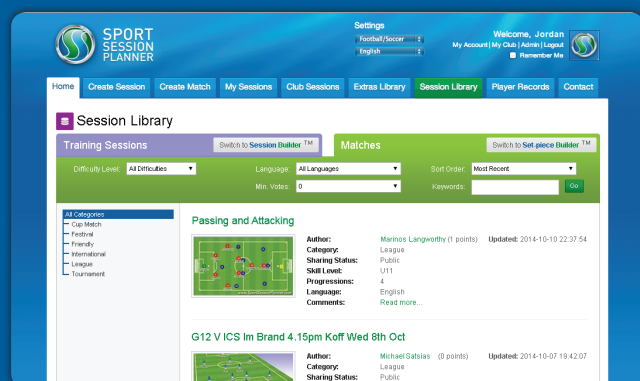 SPORT
SESSION
PLANNER
Settings
Football/Soccer
English
Welcome, Jordan
My Account | My Club | Admin | Logout
Remember Me
Home
Create Session
Create Match
My Sessions
Club Sessions
Extras Library
Session Library
Player Records
Contact
Session Library
Training Sessions
Switch to Session Builder TM
Matches
Switch to Set-piece Builder TM
Difficulty Level: All Difficulties
Language: All Languages
Sort Order: Most Recent
Min. Votes: 0
Keywords: Go
All Categories
Cup Match
Festival
Friendly
International
League
Tournament
Passing and Attacking
Author: Marinos Langworthy (1 points) Updated: 2014-10-10 22:37:54
Category: League
Sharing Status: Public
Skill Level: U11
Progressions: 4
Language: English
Comments: Read more...
G12 V ICS Im Brand 4.15pm Koff Wed 8th Oct
Author: Michael Satsias (0 points) Updated: 2014-10-07 19:42:07
Category: League
Sharing Status: Public